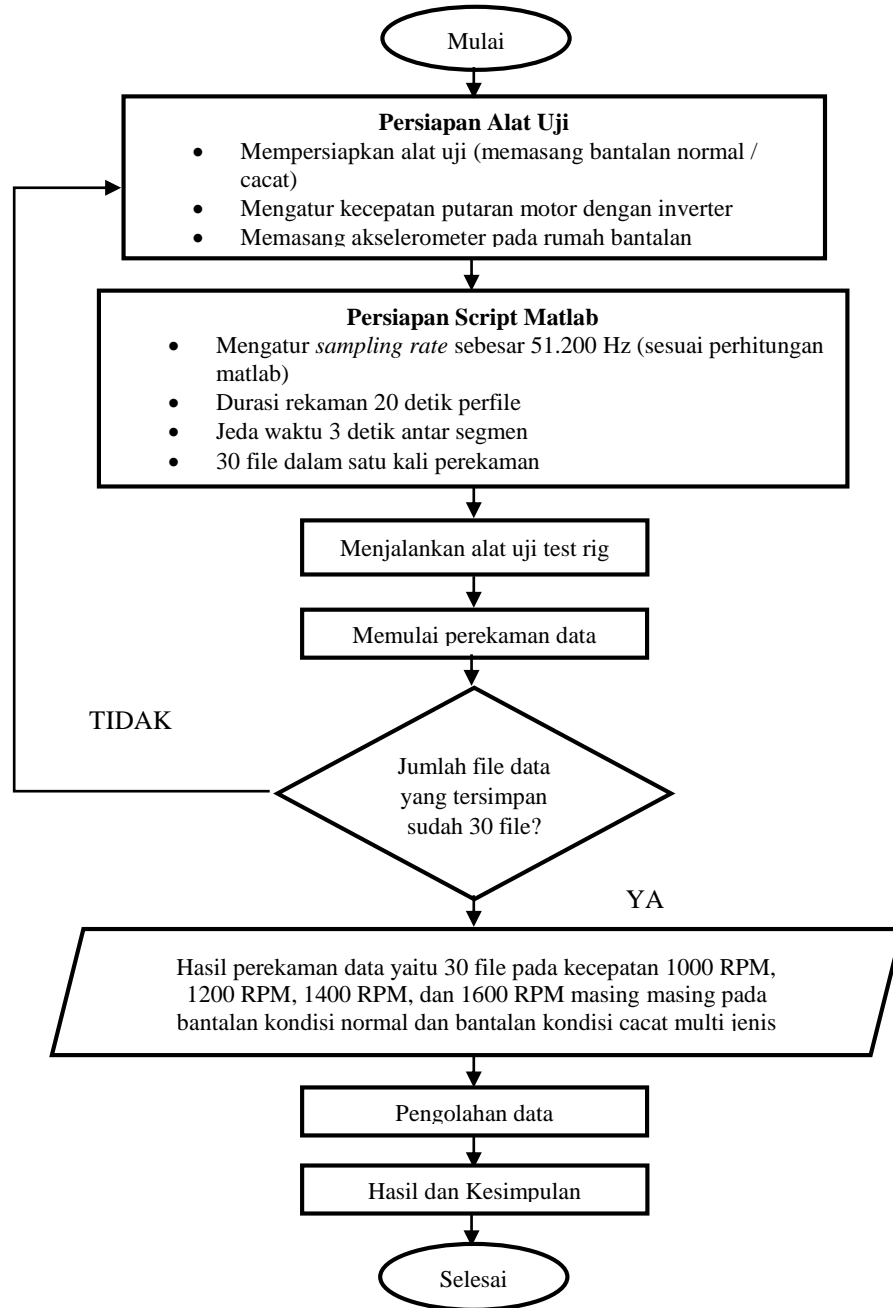 Mulai
Persiapan Alat Uji
• Mempersiapkan alat uji (memasang bantalan normal /
cacat)
• Mengatur kecepatan putaran motor dengan inverter
• Memasang akselerometer pada rumah bantalan
Persiapan Script Matlab
• Mengatur sampling rate sebesar 51.200 Hz (sesuai perhitungan
matlab)
• Durasi rekaman 20 detik perfile
• Jeda waktu 3 detik antar segmen
• 30 file dalam satu kali perekaman
Menjalankan alat uji test rig
Memulai perekaman data
TIDAK
Jumlah file data
yang tersimpan
sudah 30 file?
YA
Hasil perekaman data yaitu 30 file pada kecepatan 1000 RPM,
1200 RPM, 1400 RPM, dan 1600 RPM masing masing pada
bantalan kondisi normal dan bantalan kondisi cacat multi jenis
Pengolahan data
Hasil dan Kesimpulan
Selesai